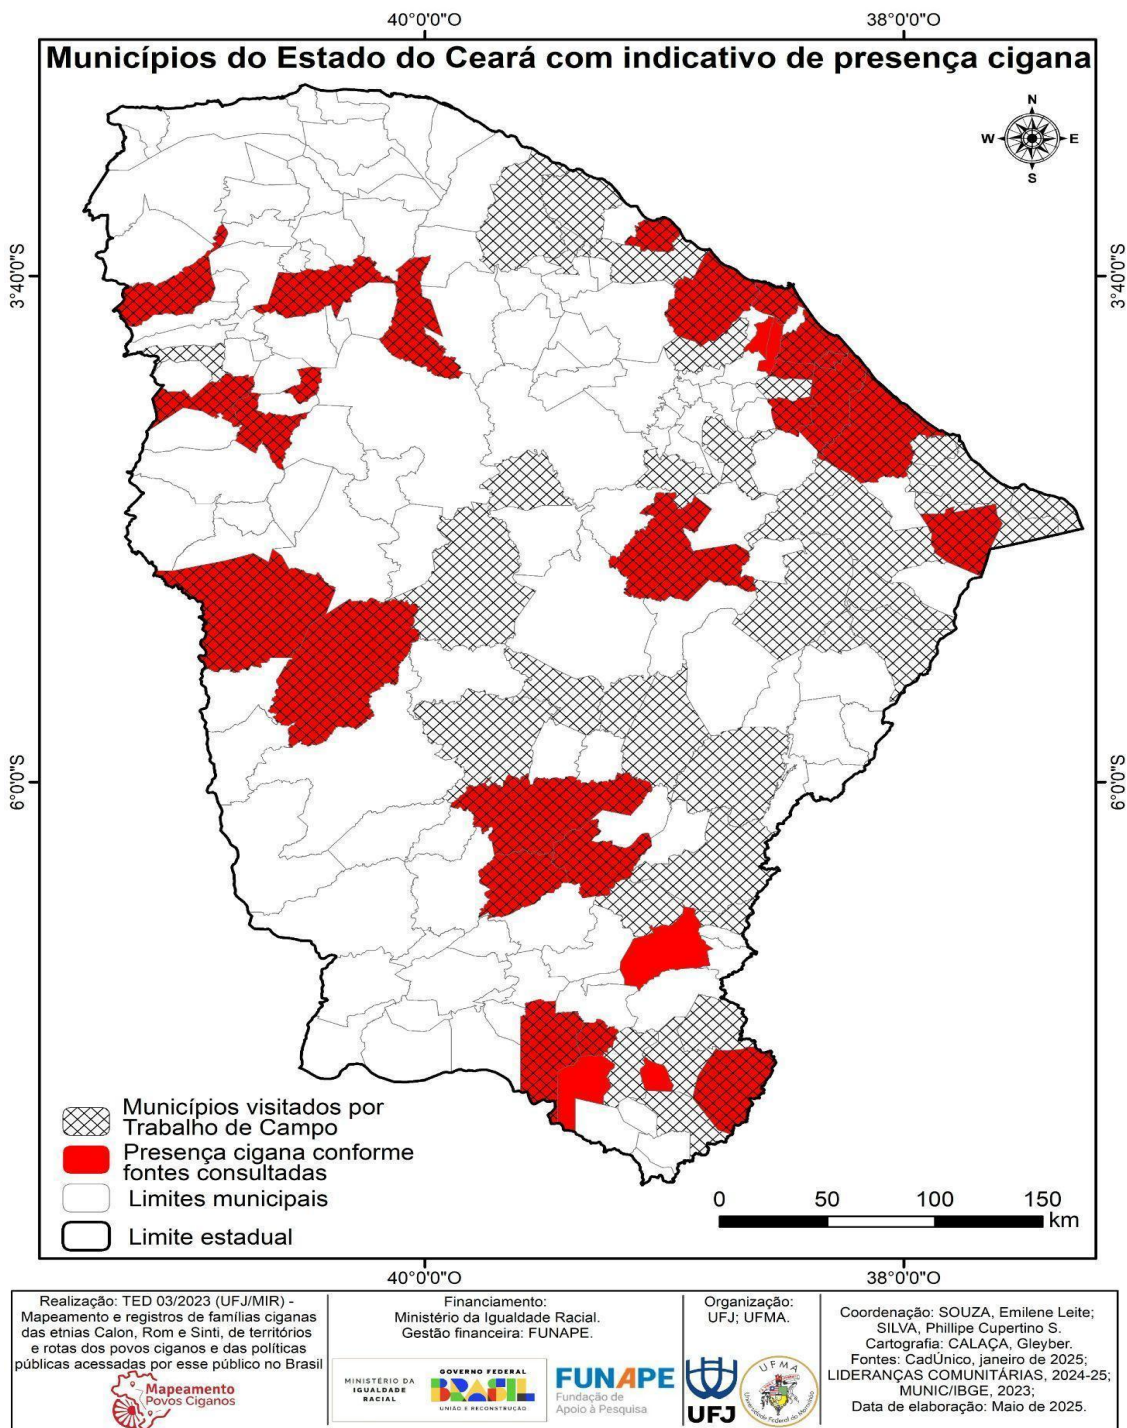 40°0'0"O
38°0'0"O
Municípios do Estado do Ceará com indicativo de presença cigana
N
W
E
S
3°40'0"S
3°40'0"S
6°0'0"S
6°0'0"S
Municípios visitados por
Trabalho de Campo
Presença cigana conforme
fontes consultadas
Limites municipais
Limite estadual
0
50
100
150
km
40°0'0"O
38°0'0"O
Realização: TED 03/2023 (UFJ/MIR) -
Mapeamento e registros de famílias ciganas
das etnias Calon, Rom e Sinti, de territórios
e rotas dos povos ciganos e das políticas
públicas acessadas por esse público no Brasil
Mapeamento
Povos Ciganos
Financiamento:
Ministério da Igualdade Racial.
Gestão financeira: FUNAPE.
MINISTÉRIO DA
IGUALDADE
RACIAL
GOVERNO FEDERAL
BRASIL
UNIÃO E RECONSTRUÇÃO
FUNAPE
Fundação de
Apoio à Pesquisa
Organização:
UFJ; UFMA.
UFJ
UFMA
Universidade Federal do Maranhão
Coordenação: SOUZA, Emilene Leite;
SILVA, Phillipe Cupertino S.
Cartografia: CALAÇA, Gleyber.
Fontes: CadÚnico, janeiro de 2025;
LIDERANÇAS COMUNITÁRIAS, 2024-25;
MUNIC/IBGE, 2023;
Data de elaboração: Maio de 2025.